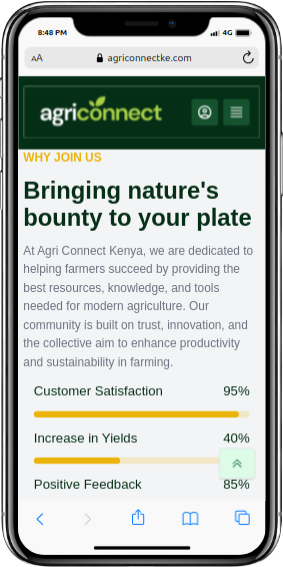 8:48 PM
4G
AA
agriconnectke.com
agriconnect
WHY JOIN US
Bringing nature's
bounty to your plate
At Agri Connect Kenya, we are dedicated to
helping farmers succeed by providing the
best resources, knowledge, and tools
needed for modern agriculture. Our
community is built on trust, innovation, and
the collective aim to enhance productivity
and sustainability in farming.
Customer Satisfaction 95%
Increase in Yields 40%
Positive Feedback 85%